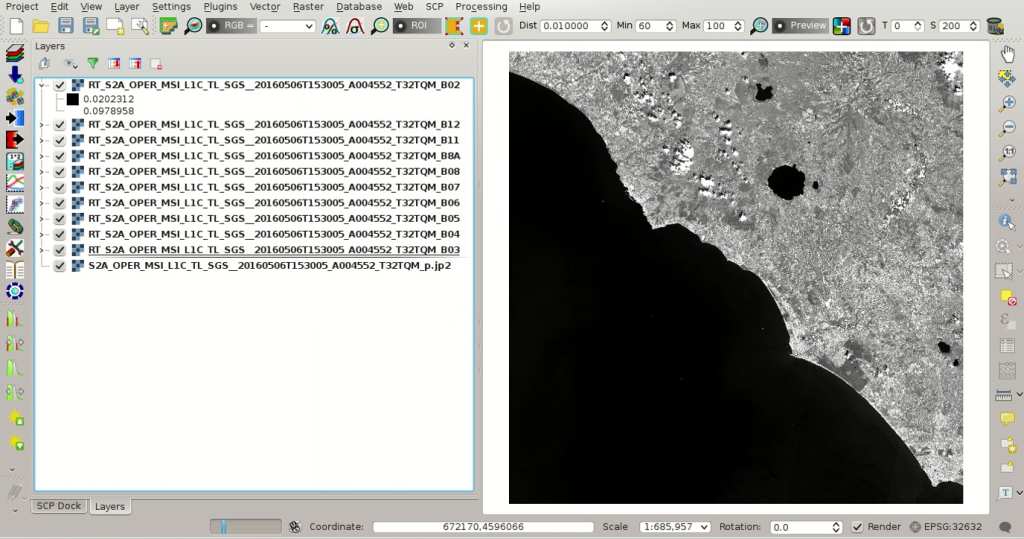 Project Edit View Layer Settings Plugins Vector Raster Database Web SCP Processing Help
RGB = - ROI Dist 0.010000 Min 60 Max 100 Preview T 0 S 200
Layers
RT_S2A_OPER_MSI_L1C_TL_SGS__20160506T153005_A004552_T32TQM_B02
0.0202312
0.0978958
RT_S2A_OPER_MSI_L1C_TL_SGS__20160506T153005_A004552_T32TQM_B12
RT_S2A_OPER_MSI_L1C_TL_SGS__20160506T153005_A004552_T32TQM_B11
RT_S2A_OPER_MSI_L1C_TL_SGS__20160506T153005_A004552_T32TQM_B8A
RT_S2A_OPER_MSI_L1C_TL_SGS__20160506T153005_A004552_T32TQM_B08
RT_S2A_OPER_MSI_L1C_TL_SGS__20160506T153005_A004552_T32TQM_B07
RT_S2A_OPER_MSI_L1C_TL_SGS__20160506T153005_A004552_T32TQM_B06
RT_S2A_OPER_MSI_L1C_TL_SGS__20160506T153005_A004552_T32TQM_B05
RT_S2A_OPER_MSI_L1C_TL_SGS__20160506T153005_A004552_T32TQM_B04
RT_S2A_OPER_MSI_L1C_TL_SGS__20160506T153005_A004552_T32TQM_B03
S2A_OPER_MSI_L1C_TL_SGS__20160506T153005_A004552_T32TQM_p.jp2
SCP Dock Layers
Coordinate: 672170,4596066 Scale 1:685,957 Rotation: 0.0 Render EPSG:32632